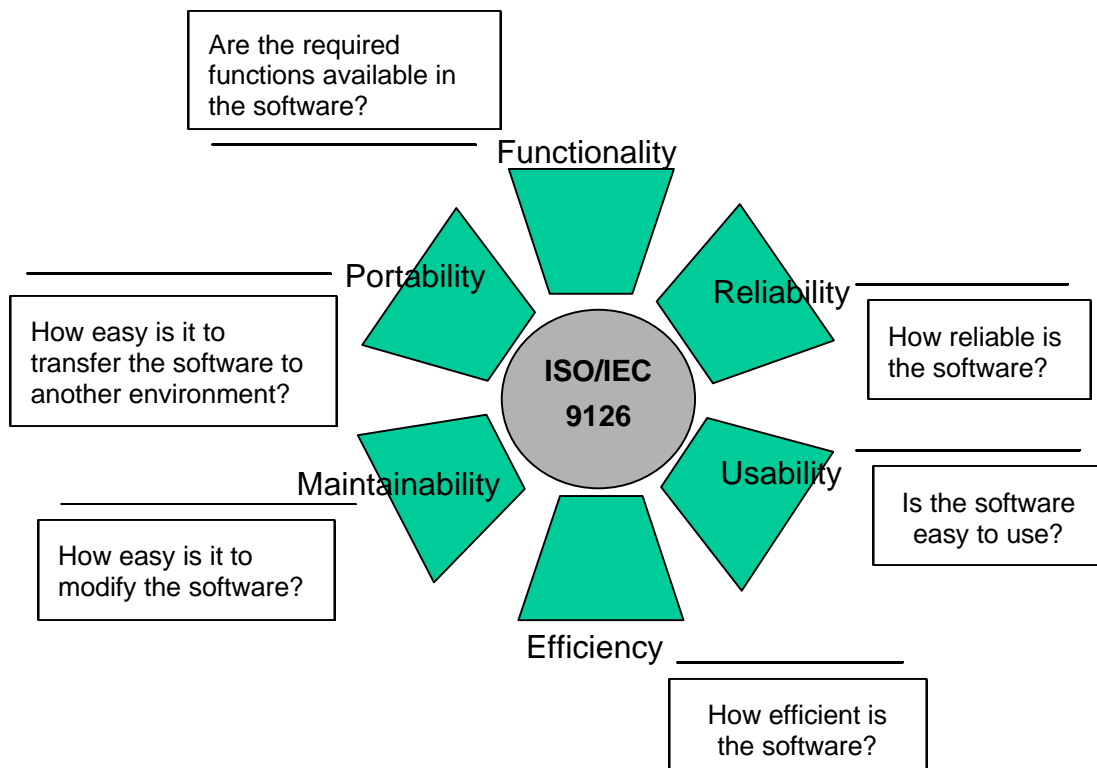 Are the required
functions available in
the software?
Functionality
Portability
Reliability
How easy is it to
transfer the software to
another environment?
ISO/IEC
9126
How reliable is
the software?
Maintainability
Usability
How easy is it to
modify the software?
Is the software
easy to use?
Efficiency
How efficient is
the software?